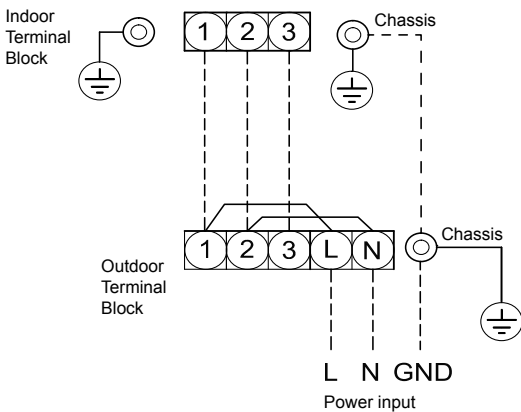 Indoor
Terminal
Block
1 2 3
Chassis
1 2 3 L N
Chassis
Outdoor
Terminal
Block
L N GND
Power input